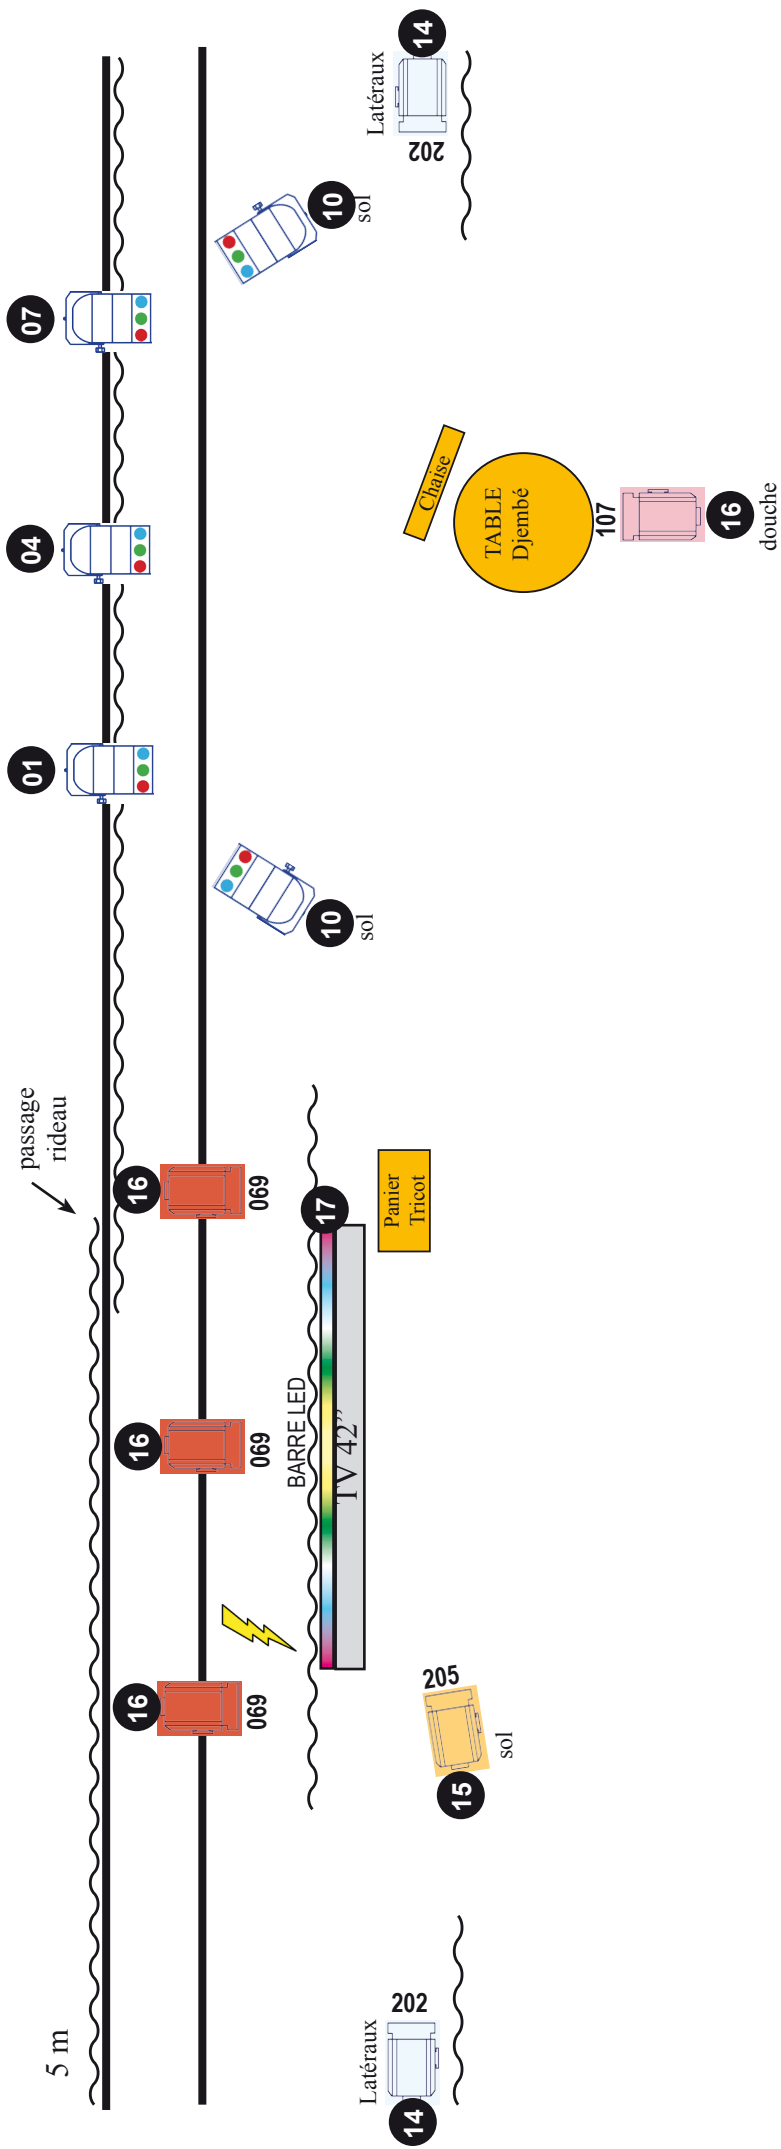 5 m
passage
rideau
01
04
07
16
069
16
069
16
069
10
sol
10
sol
BARRE LED
17
TV 42”
Latéraux
14
202
Latéraux
14
202
Panier
Tricot
Chaise
TABLE
Djembé
205
15
sol
107
16
douche